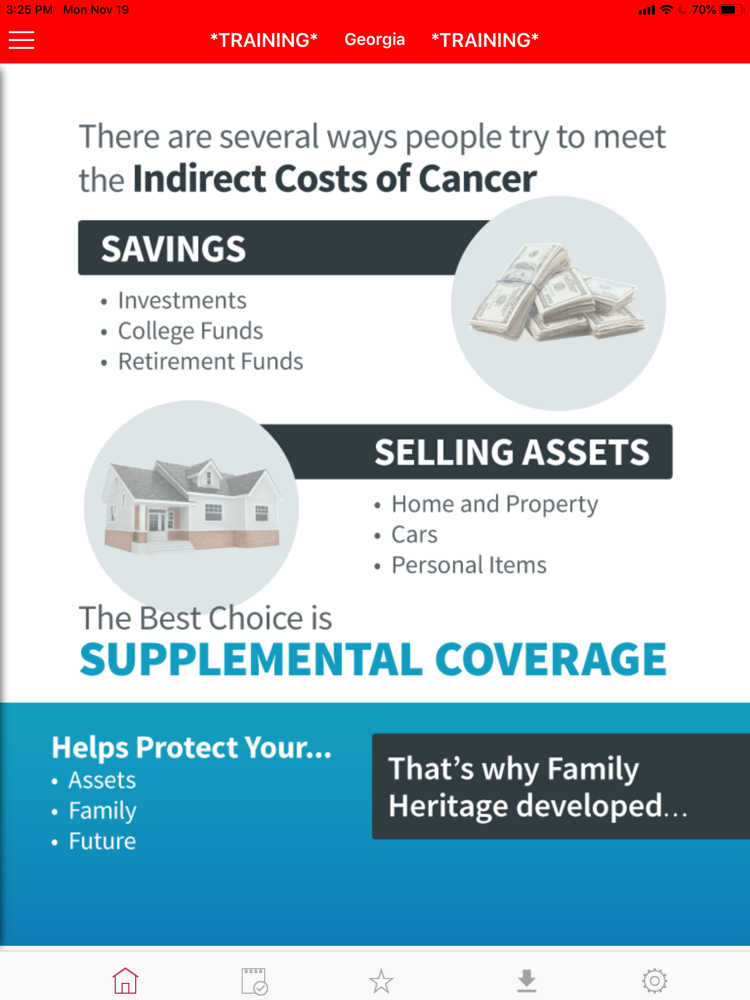 3:25 PM Mon Nov 19
70%
*TRAINING* Georgia *TRAINING*
There are several ways people try to meet
the Indirect Costs of Cancer
SAVINGS
• Investments
• College Funds
• Retirement Funds
SELLING ASSETS
• Home and Property
• Cars
• Personal Items
The Best Choice is
SUPPLEMENTAL COVERAGE
Helps Protect Your...
• Assets
• Family
• Future
That’s why Family
Heritage developed...